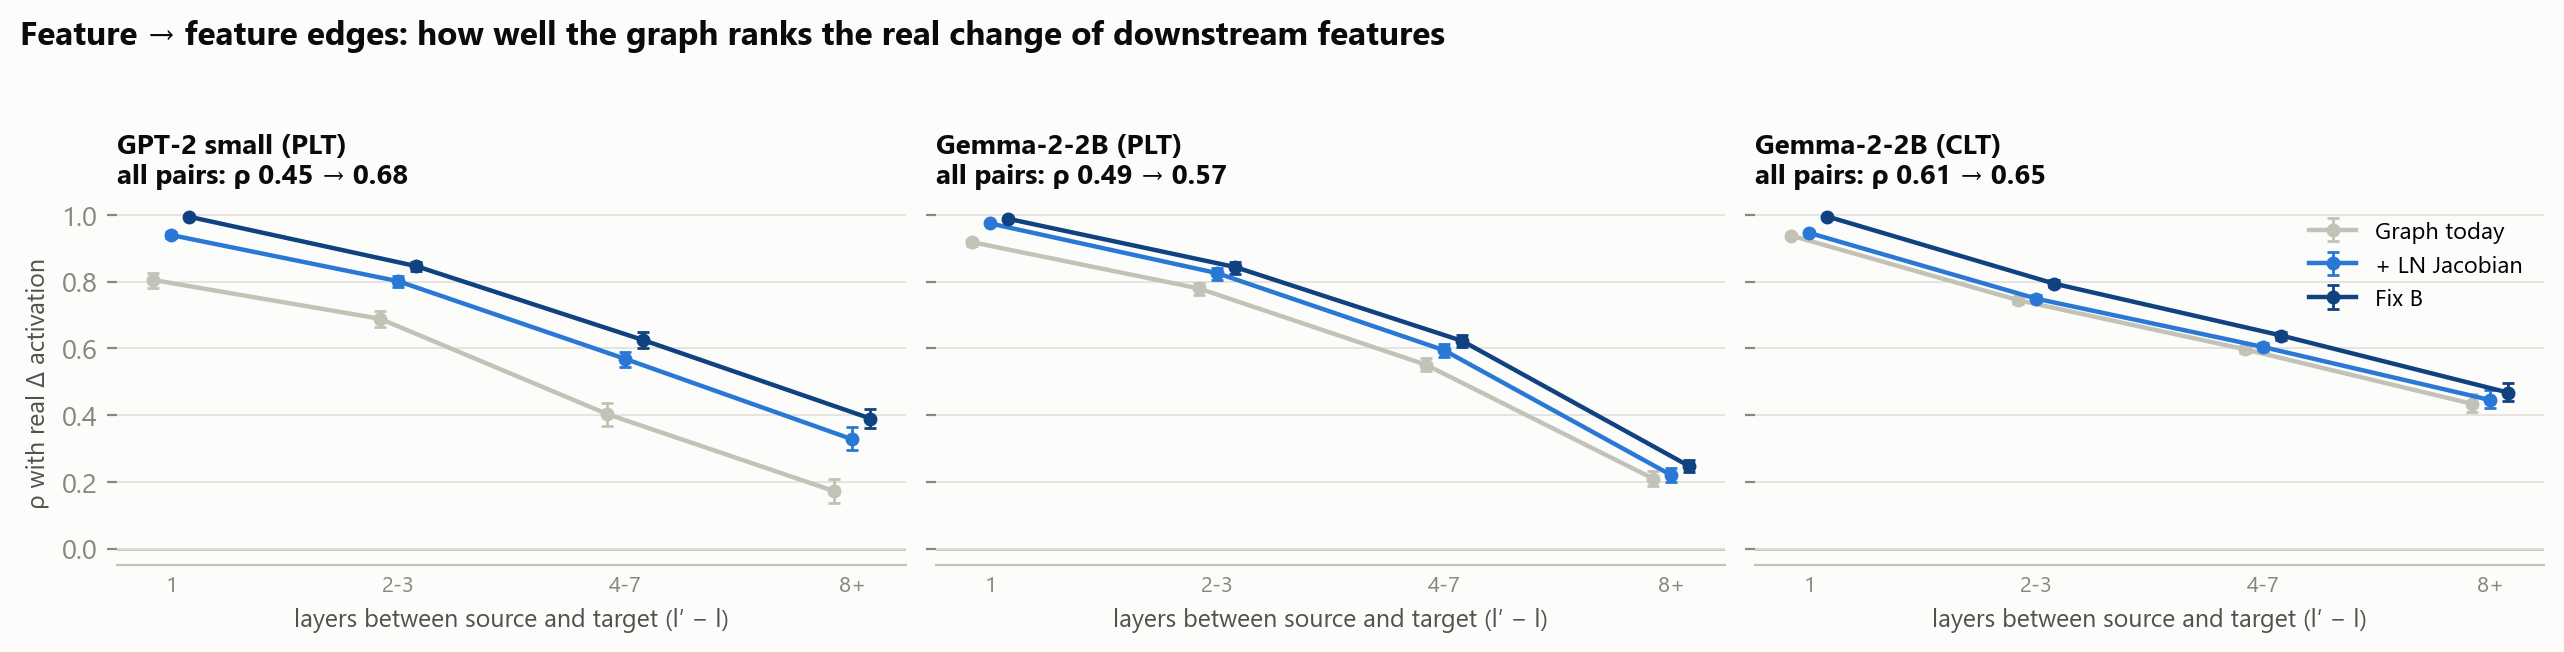 Feature → feature edges: how well the graph ranks the real change of downstream features
GPT-2 small (PLT)
all pairs: ρ 0.45 → 0.68
Gemma-2-2B (PLT)
all pairs: ρ 0.49 → 0.57
Gemma-2-2B (CLT)
all pairs: ρ 0.61 → 0.65
ρ with real Δ activation
1.0
0.8
0.6
0.4
0.2
0.0
Graph today
+ LN Jacobian
Fix B
1 2-3 4-7 8+
layers between source and target (l′ − l)
1 2-3 4-7 8+
layers between source and target (l′ − l)
1 2-3 4-7 8+
layers between source and target (l′ − l)